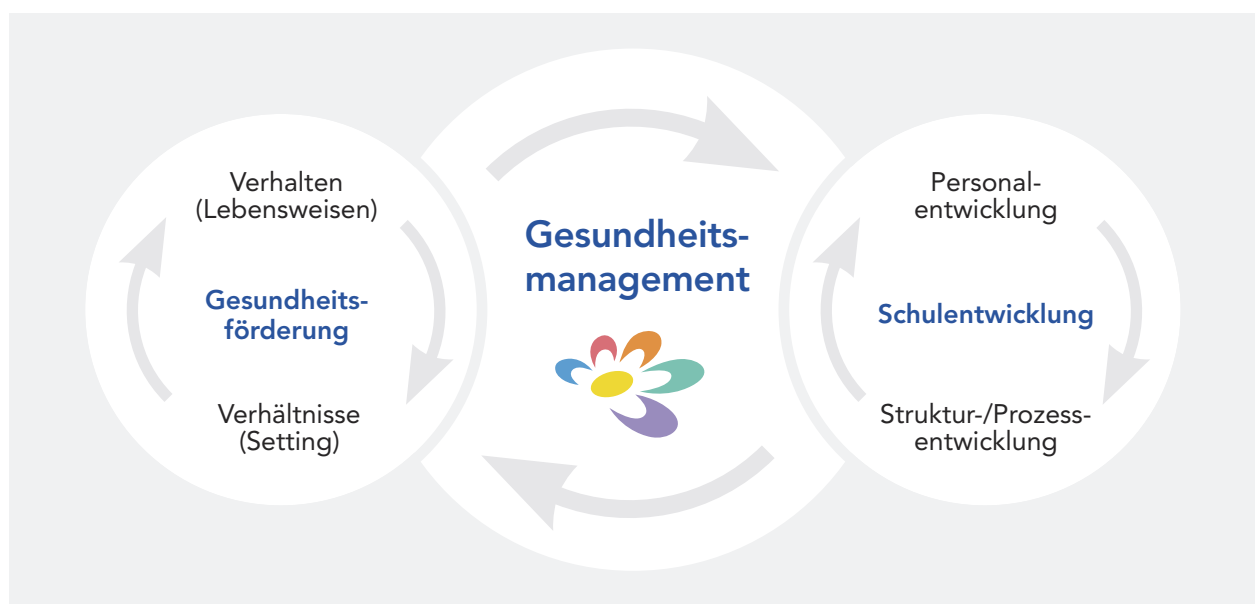 Verhalten
(Lebensweisen)
Gesundheits-
förderung
Verhältnisse
(Setting)
Gesundheits-
management
Personal-
entwicklung
Schulentwicklung
Struktur-/Prozess-
entwicklung